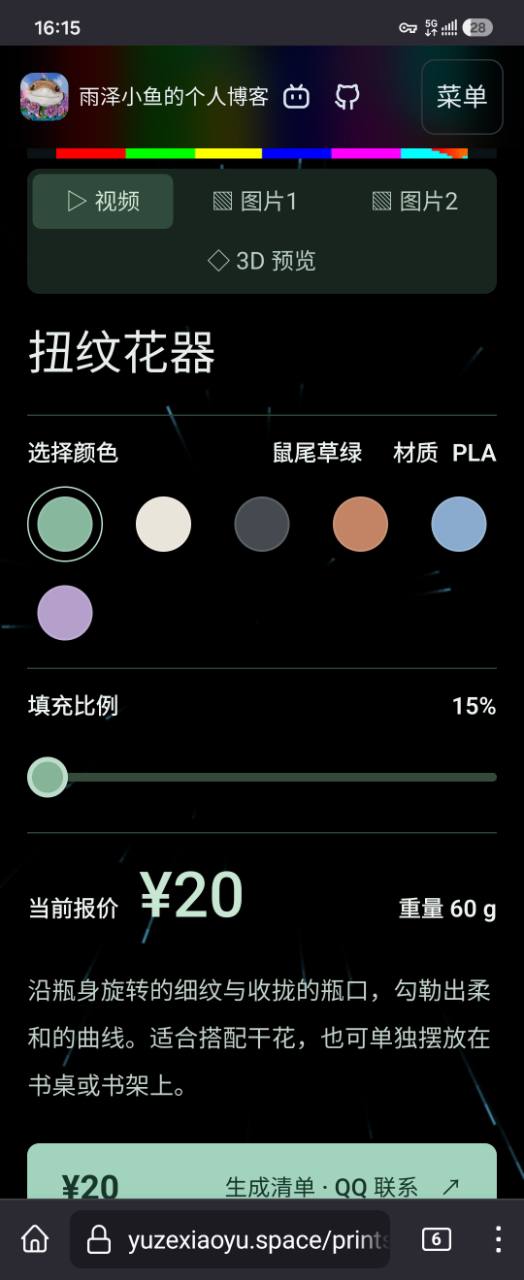 16:15
5G
28
雨泽小鱼的个人博客
菜单
视频
图片1
图片2
3D 预览
扭纹花器
选择颜色 鼠尾草绿 材质 PLA
填充比例 15%
当前报价 ¥20 重量 60 g
沿瓶身旋转的细纹与收拢的瓶口，勾勒出柔
和的曲线。适合搭配干花，也可单独摆放在
书桌或书架上。
¥20 生成清单 · QQ 联系 ↗
yuzexiaoyu.space/prints
6